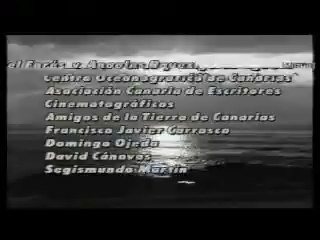 Centro Oceanográfico de Canarias
Asociación Canaria de Escritores
Cinematográficos
Amigos de la Tierra de Canarias
Francisco Javier Carrasco
Domingo Ojeda
David Cánovas
Segismundo Martín